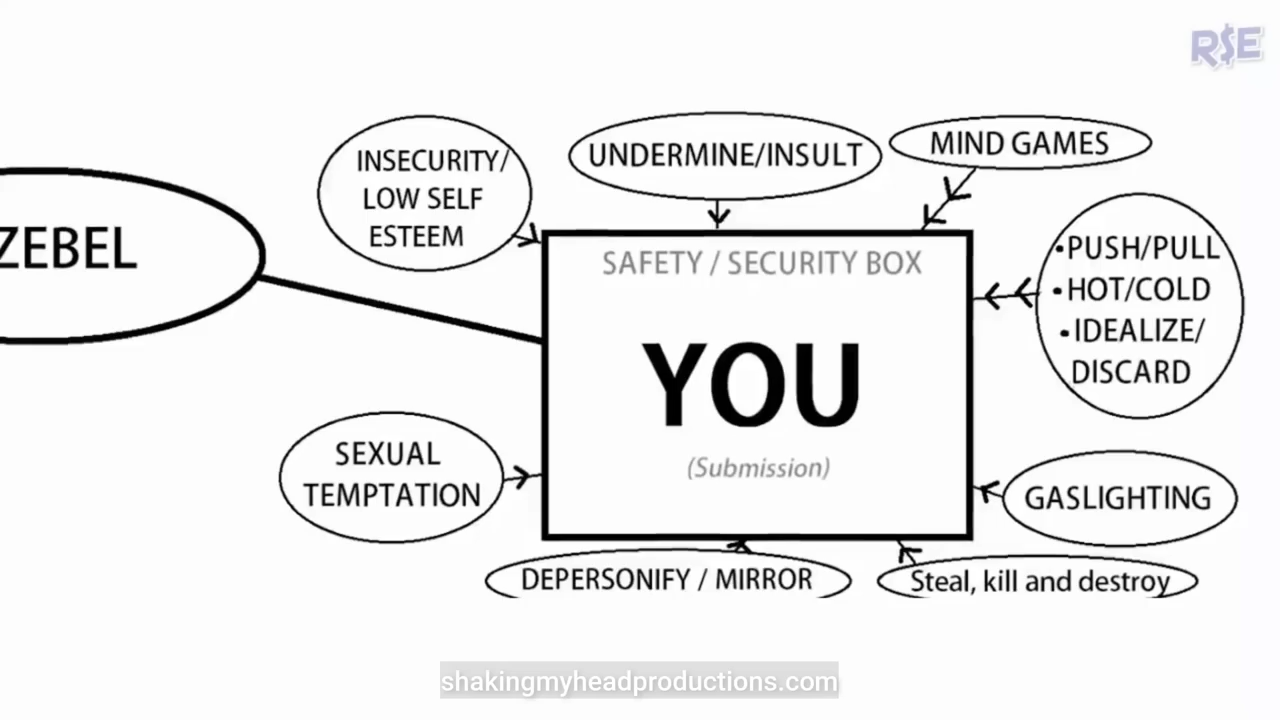 R$E
INSECURITY/
LOW SELF
ESTEEM
UNDERMINE/INSULT
MIND GAMES
ZEBEL
SAFETY / SECURITY BOX
•PUSH/PULL
•HOT/COLD
•IDEALIZE/
DISCARD
YOU
(Submission)
SEXUAL
TEMPTATION
GASLIGHTING
DEPERSONIFY / MIRROR
Steal, kill and destroy
shakingmyheadproductions.com